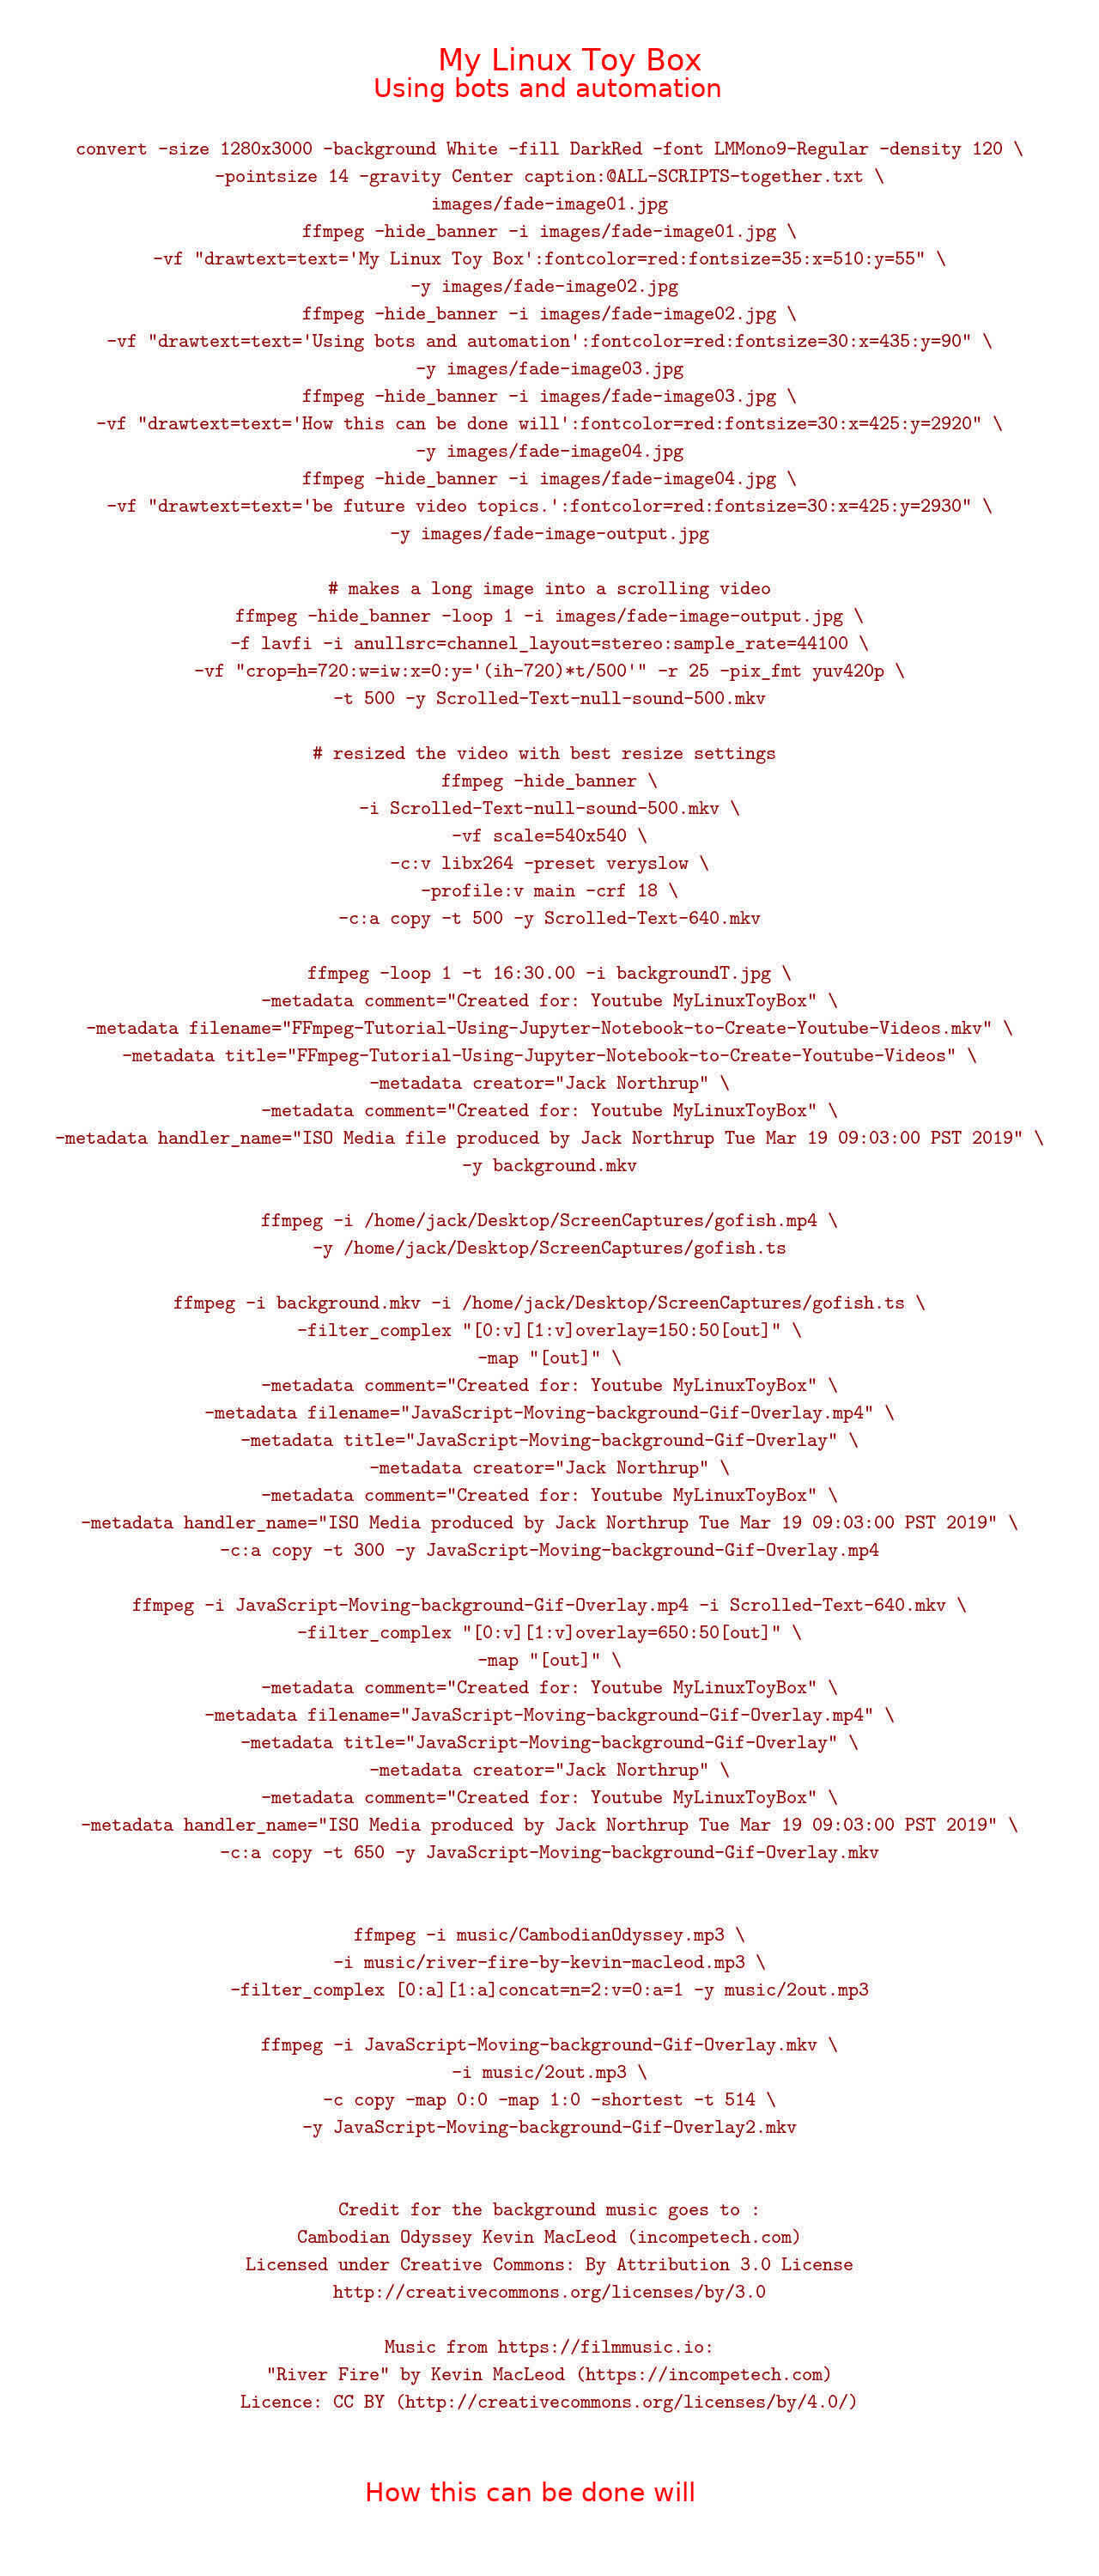 My Linux Toy Box
Using bots and automation
convert -size 1280x3000 -background White -fill DarkRed -font LMMono9-Regular -density 120 \
-pointsize 14 -gravity Center caption:@ALL-SCRIPTS-together.txt \
images/fade-image01.jpg
ffmpeg -hide_banner -i images/fade-image01.jpg \
-vf "drawtext=text='My Linux Toy Box':fontcolor=red:fontsize=35:x=510:y=55" \
-y images/fade-image02.jpg
ffmpeg -hide_banner -i images/fade-image02.jpg \
-vf "drawtext=text='Using bots and automation':fontcolor=red:fontsize=30:x=435:y=90" \
-y images/fade-image03.jpg
ffmpeg -hide_banner -i images/fade-image03.jpg \
-vf "drawtext=text='How this can be done will':fontcolor=red:fontsize=30:x=425:y=2920" \
-y images/fade-image04.jpg
ffmpeg -hide_banner -i images/fade-image04.jpg \
-vf "drawtext=text='be future video topics.':fontcolor=red:fontsize=30:x=425:y=2930" \
-y images/fade-image-output.jpg
# makes a long image into a scrolling video
ffmpeg -hide_banner -loop 1 -i images/fade-image-output.jpg \
-f lavfi -i anullsrc=channel_layout=stereo:sample_rate=44100 \
-vf "crop=h=720:w=iw:x=0:y='(ih-720)*t/500'" -r 25 -pix_fmt yuv420p \
-t 500 -y Scrolled-Text-null-sound-500.mkv
# resized the video with best resize settings
ffmpeg -hide_banner \
-i Scrolled-Text-null-sound-500.mkv \
-vf scale=540x540 \
-c:v libx264 -preset veryslow \
-profile:v main -crf 18 \
-c:a copy -t 500 -y Scrolled-Text-640.mkv
ffmpeg -loop 1 -t 16:30.00 -i backgroundT.jpg \
-metadata comment="Created for: Youtube MyLinuxToyBox" \
-metadata filename="FFmpeg-Tutorial-Using-Jupyter-Notebook-to-Create-Youtube-Videos.mkv" \
-metadata title="FFmpeg-Tutorial-Using-Jupyter-Notebook-to-Create-Youtube-Videos" \
-metadata creator="Jack Northrup" \
-metadata comment="Created for: Youtube MyLinuxToyBox" \
-metadata handler_name="ISO Media file produced by Jack Northrup Tue Mar 19 09:03:00 PST 2019" \
-y background.mkv
ffmpeg -i /home/jack/Desktop/ScreenCaptures/gofish.mp4 \
-y /home/jack/Desktop/ScreenCaptures/gofish.ts
ffmpeg -i background.mkv -i /home/jack/Desktop/ScreenCaptures/gofish.ts \
-filter_complex "[0:v][1:v]overlay=150:50[out]" \
-map "[out]" \
-metadata comment="Created for: Youtube MyLinuxToyBox" \
-metadata filename="JavaScript-Moving-background-Gif-Overlay.mp4" \
-metadata title="JavaScript-Moving-background-Gif-Overlay" \
-metadata creator="Jack Northrup" \
-metadata comment="Created for: Youtube MyLinuxToyBox" \
-metadata handler_name="ISO Media produced by Jack Northrup Tue Mar 19 09:03:00 PST 2019" \
-c:a copy -t 300 -y JavaScript-Moving-background-Gif-Overlay.mp4
ffmpeg -i JavaScript-Moving-background-Gif-Overlay.mp4 -i Scrolled-Text-640.mkv \
-filter_complex "[0:v][1:v]overlay=650:50[out]" \
-map "[out]" \
-metadata comment="Created for: Youtube MyLinuxToyBox" \
-metadata filename="JavaScript-Moving-background-Gif-Overlay.mp4" \
-metadata title="JavaScript-Moving-background-Gif-Overlay" \
-metadata creator="Jack Northrup" \
-metadata comment="Created for: Youtube MyLinuxToyBox" \
-metadata handler_name="ISO Media produced by Jack Northrup Tue Mar 19 09:03:00 PST 2019" \
-c:a copy -t 650 -y JavaScript-Moving-background-Gif-Overlay.mkv
ffmpeg -i music/CambodianOdyssey.mp3 \
-i music/river-fire-by-kevin-macleod.mp3 \
-filter_complex [0:a][1:a]concat=n=2:v=0:a=1 -y music/2out.mp3
ffmpeg -i JavaScript-Moving-background-Gif-Overlay.mkv \
-i music/2out.mp3 \
-c copy -map 0:0 -map 1:0 -shortest -t 514 \
-y JavaScript-Moving-background-Gif-Overlay2.mkv
Credit for the background music goes to :
Cambodian Odyssey Kevin MacLeod (incompetech.com)
Licensed under Creative Commons: By Attribution 3.0 License
http://creativecommons.org/licenses/by/3.0
Music from https://filmmusic.io:
"River Fire" by Kevin MacLeod (https://incompetech.com)
Licence: CC BY (http://creativecommons.org/licenses/by/4.0/)
How this can be done will